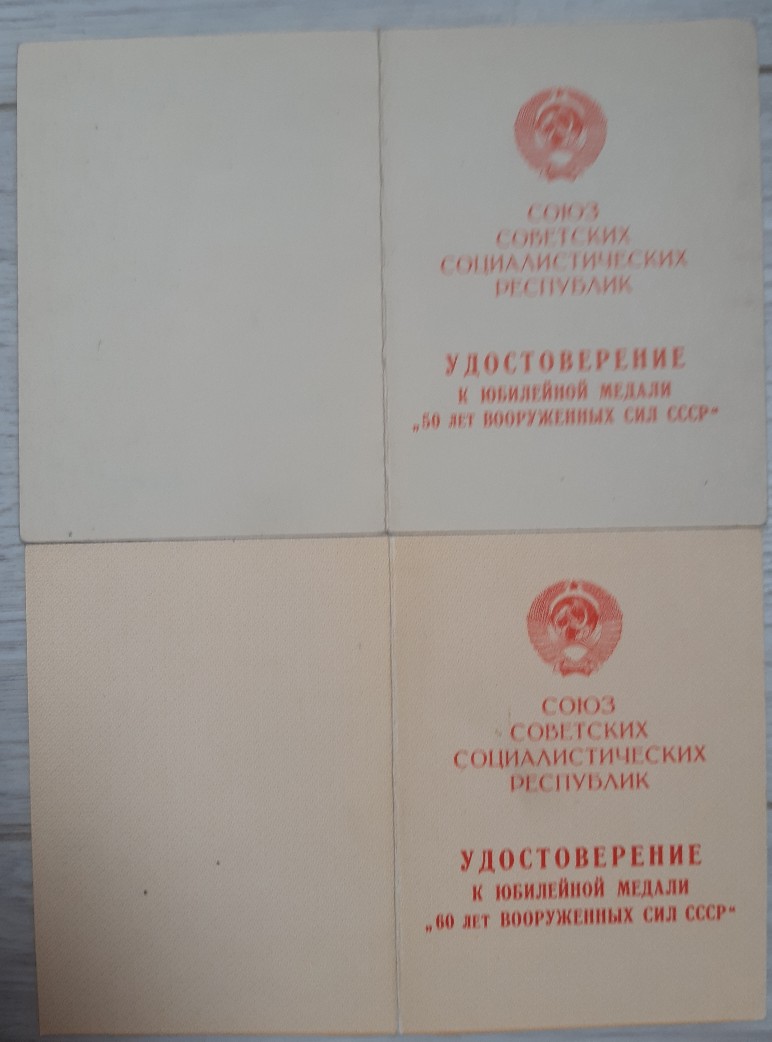 СОЮЗ
СОВЕТСКИХ
СОЦИАЛИСТИЧЕСКИХ
РЕСПУБЛИК
УДОСТОВЕРЕНИЕ
К ЮБИЛЕЙНОЙ МЕДАЛИ
„50 ЛЕТ ВООРУЖЕННЫХ СИЛ СССР“
СОЮЗ
СОВЕТСКИХ
СОЦИАЛИСТИЧЕСКИХ
РЕСПУБЛИК
УДОСТОВЕРЕНИЕ
К ЮБИЛЕЙНОЙ МЕДАЛИ
„60 ЛЕТ ВООРУЖЕННЫХ СИЛ СССР“